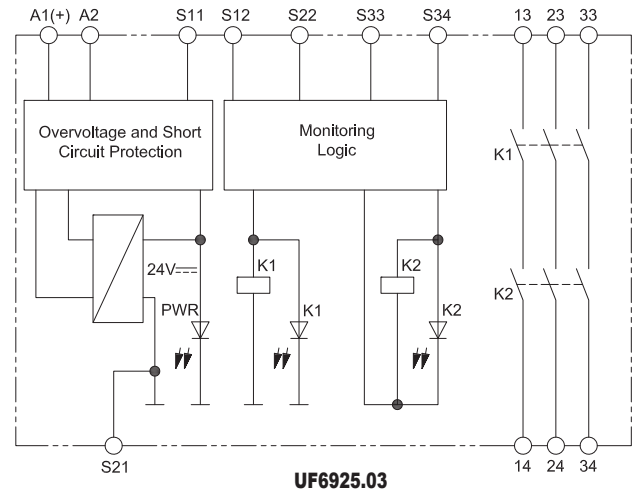 A1(+) A2 S11 S12 S22 S33 S34 13 23 33
Overvoltage and Short
Circuit Protection
Monitoring
Logic
K1
24V
K1
K2
PWR
K1
K2
K2
S21
14 24 34
UF6925.03